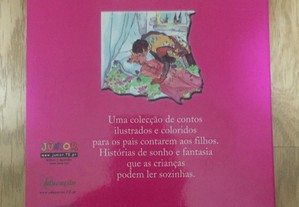 Uma colecção de contos
ilustrados e coloridos
para os pais contarem aos filhos.
Histórias de sonho e fantasia
que as crianças
podem ler sozinhas.
JUNIOR